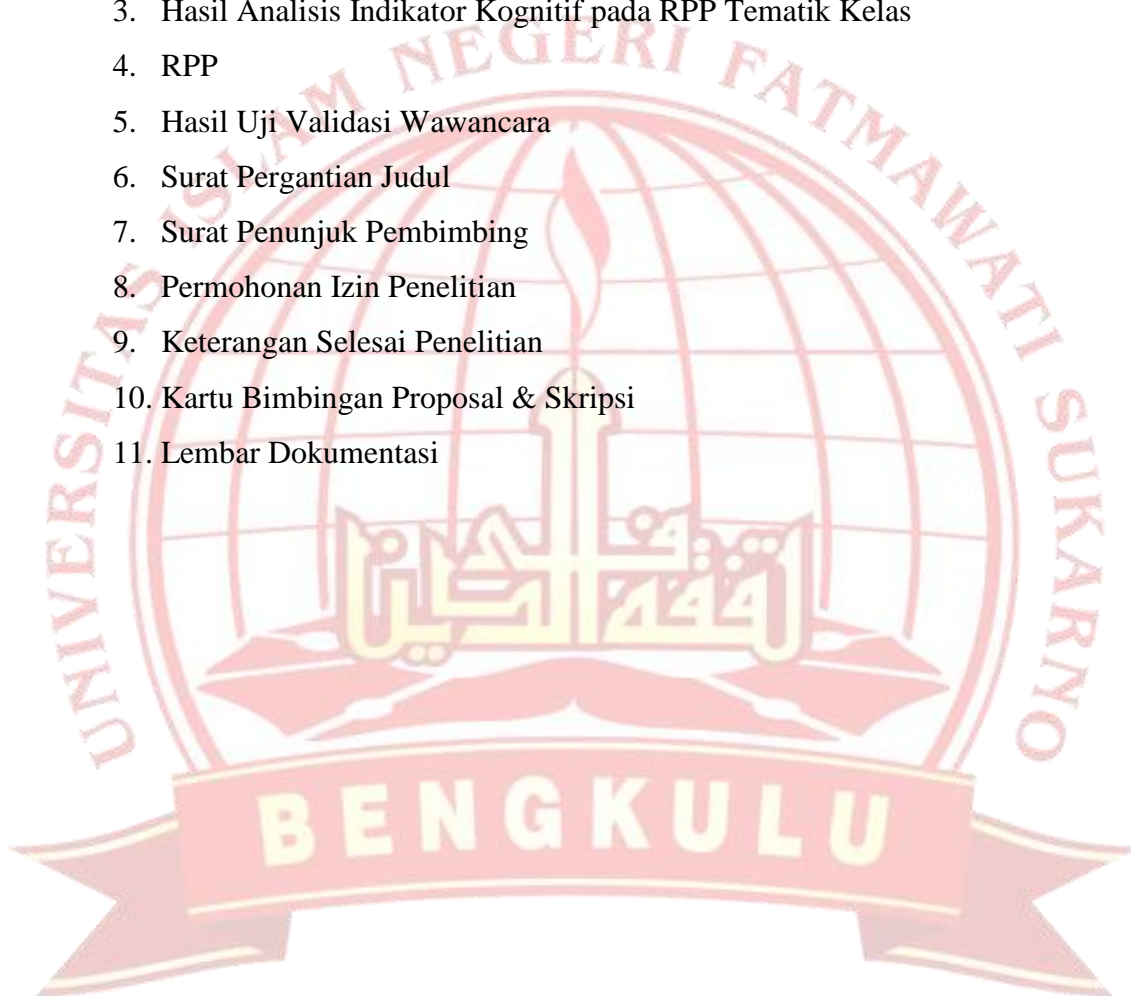 3. Hasil Analisis Indikator Kognitif pada RPP Tematik Kelas
4. RPP
5. Hasil Uji Validasi Wawancara
6. Surat Pergantian Judul
7. Surat Penunjuk Pembimbing
8. Permohonan Izin Penelitian
9. Keterangan Selesai Penelitian
10. Kartu Bimbingan Proposal & Skripsi
11. Lembar Dokumentasi
UNIVERSITAS ISLAM NEGERI FATMAWATI SUKARNO
BENGKULU